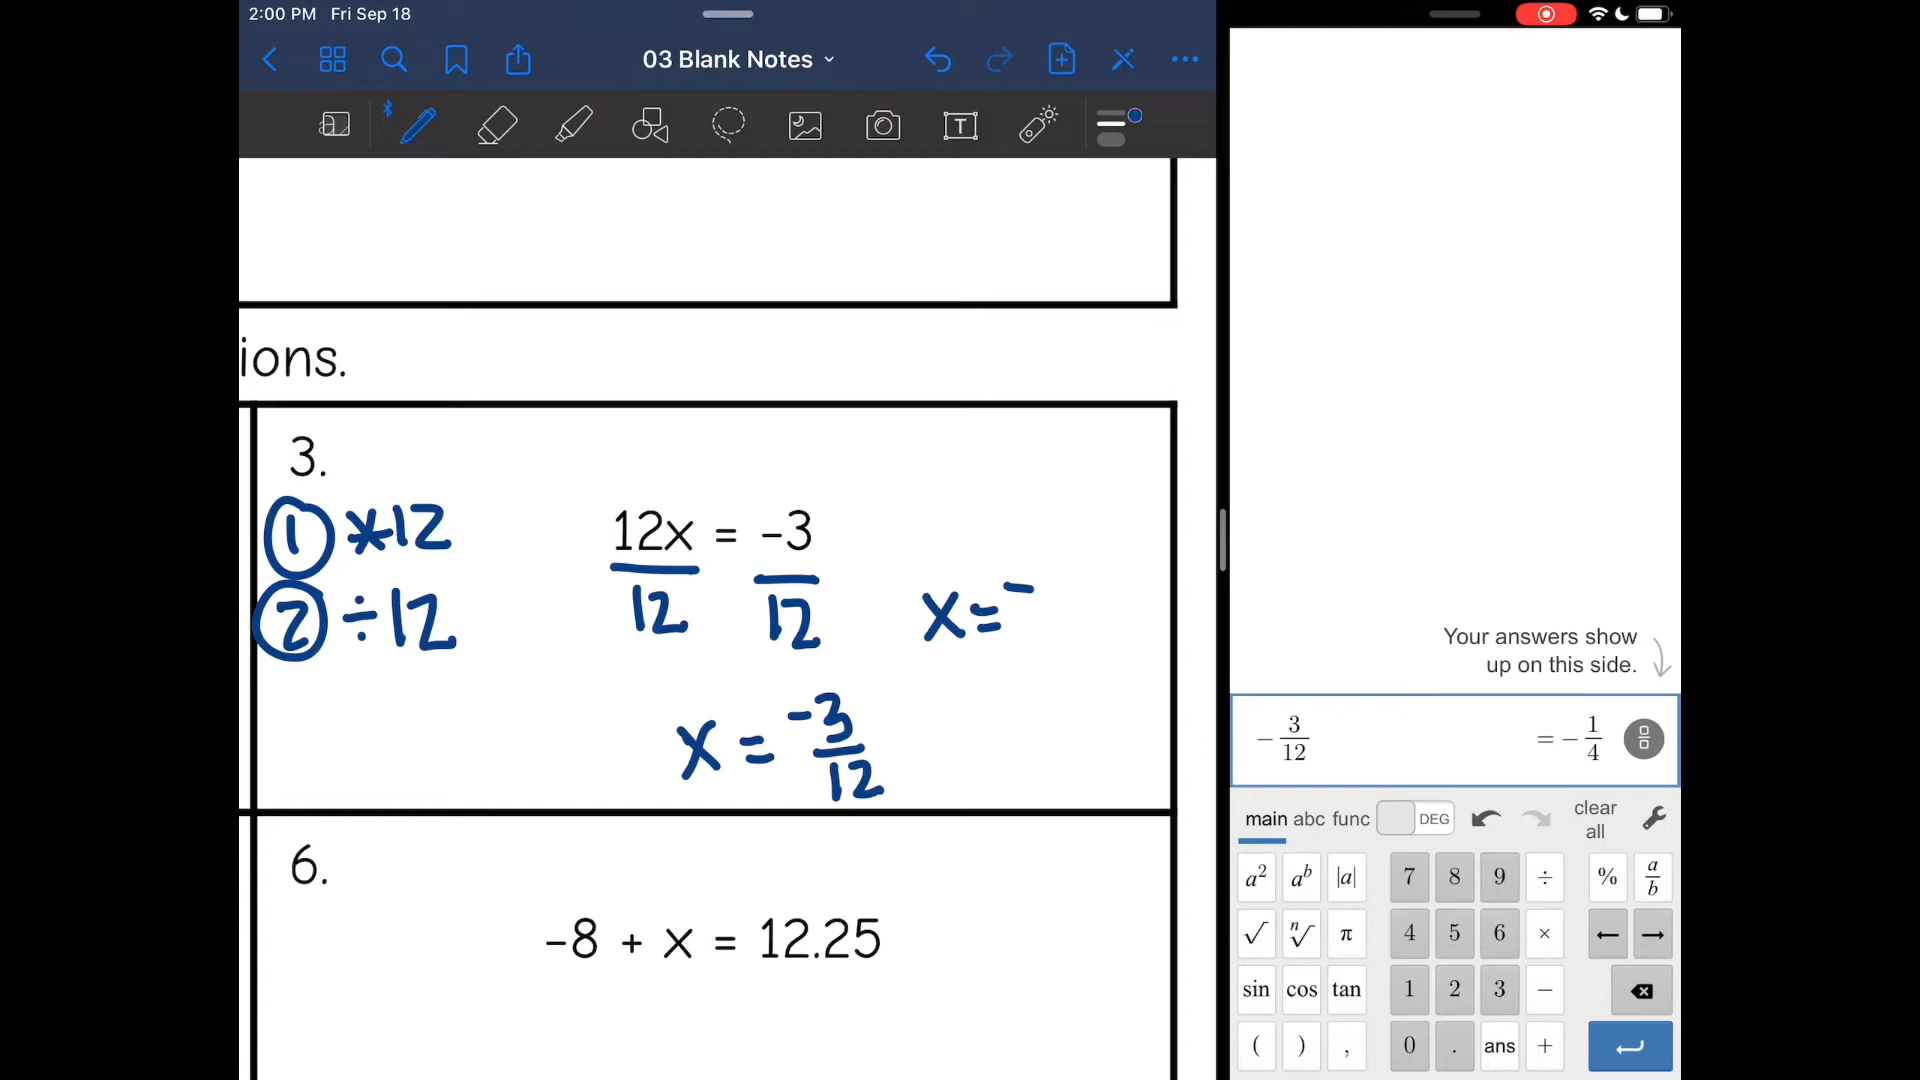 2:00 PM Fri Sep 18
03 Blank Notes
a
T
ions.
3.
① *12
② ÷12
12x = -3
12 12
x = -
x = -3/12
6.
-8 + x = 12.25
Your answers show
up on this side.
- 3/12 = - 1/4
main abc func DEG clear all
a² aᵇ |a| 7 8 9 ÷ % a/b
√ ⁿ√ π 4 5 6 × ← →
sin cos tan 1 2 3 −
( ) , 0 . ans +